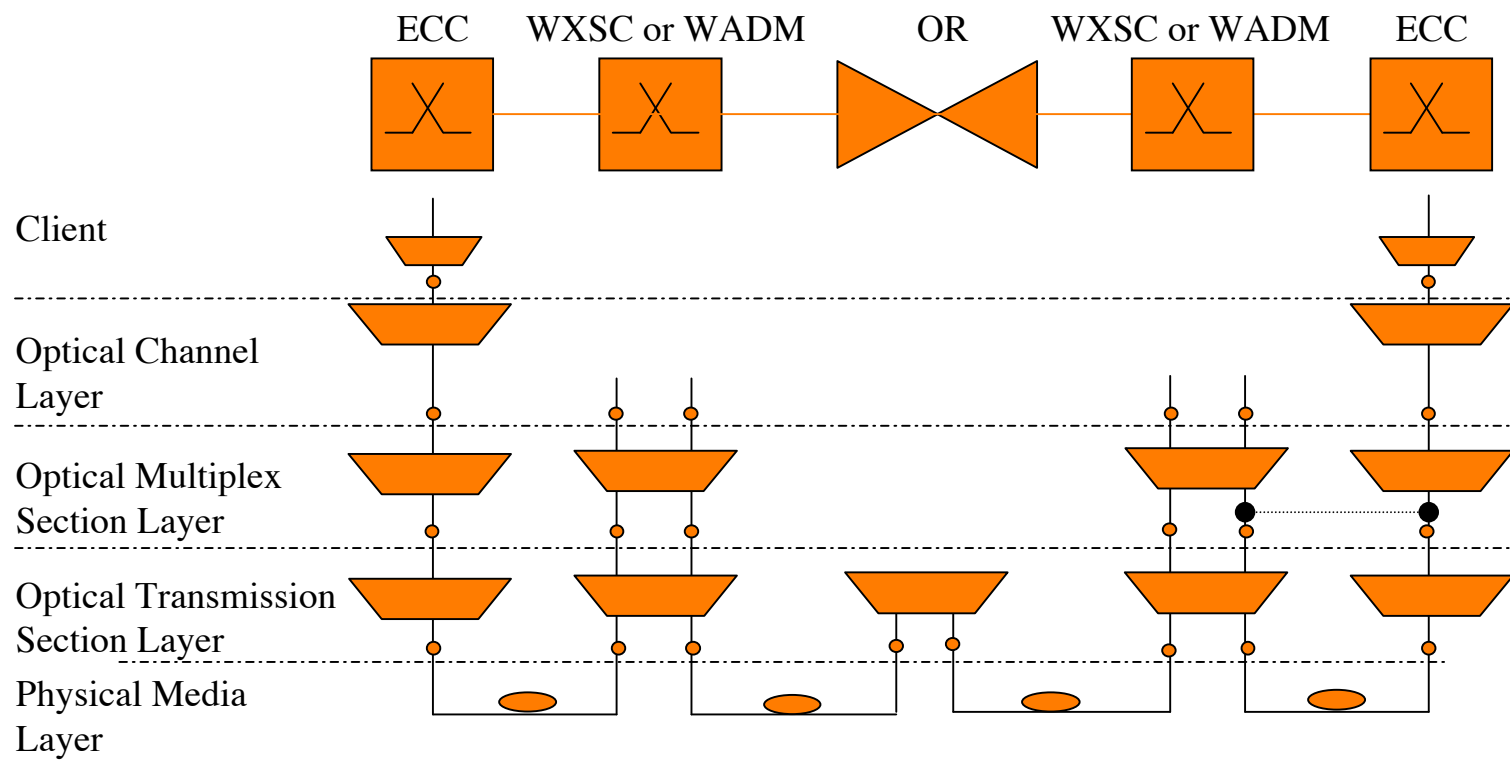 ECC
WXSC or WADM
OR
WXSC or WADM
ECC
Client
Optical Channel
Layer
Optical Multiplex
Section Layer
Optical Transmission
Section Layer
Physical Media
Layer